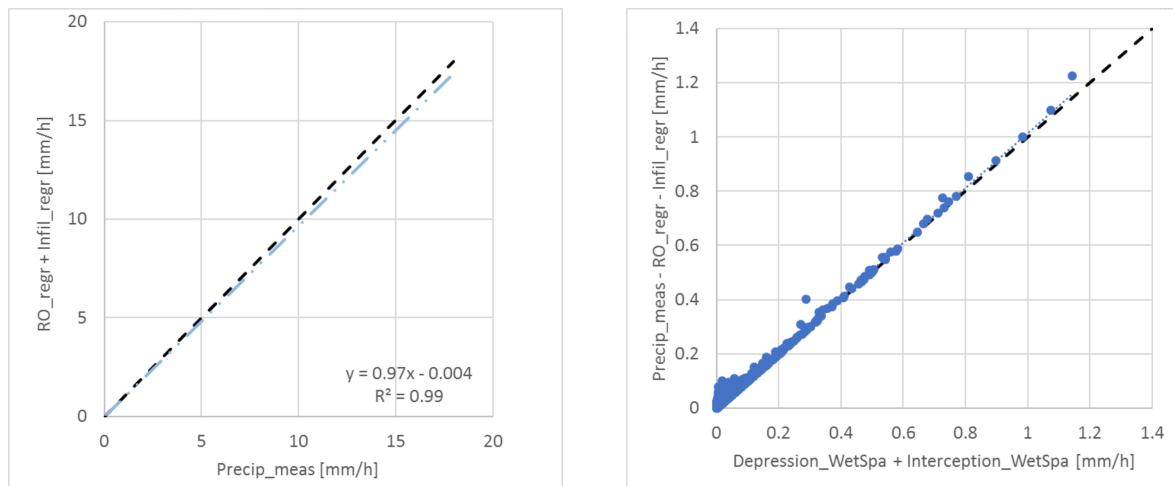 20
15
10
5
0
0 5 10 15 20
RO_regr + Infil_regr [mm/h]
y = 0.97x - 0.004
R² = 0.99
Precip_meas [mm/h]
1.4
1.2
1
0.8
0.6
0.4
0.2
0
0 0.2 0.4 0.6 0.8 1 1.2 1.4
Precip_meas - RO_regr - Infil_regr [mm/h]
Depression_WetSpa + Interception_WetSpa [mm/h]